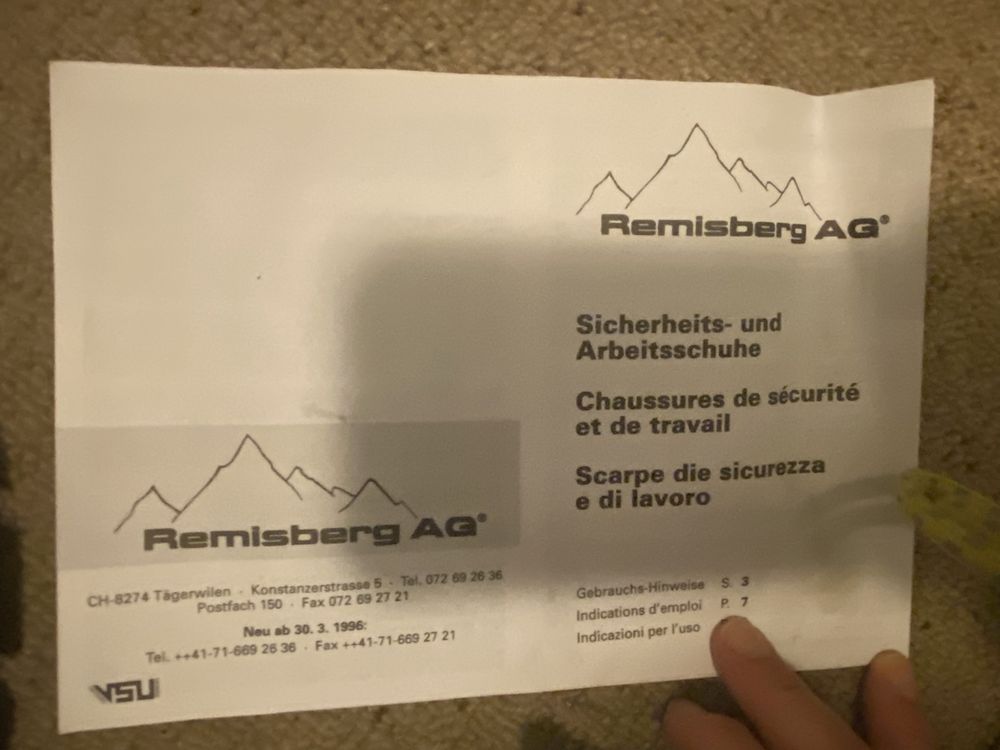 Remisberg AG®
CH-8274 Tägerwilen · Konstanzerstrasse 5 · Tel. 072 69 26 36
Postfach 150 · Fax 072 69 27 21
Neu ab 30. 3. 1996:
Tel. ++41-71-669 26 36 · Fax ++41-71-669 27 21
VSU
Remisberg AG®
Sicherheits- und
Arbeitsschuhe
Chaussures de sécurité
et de travail
Scarpe die sicurezza
e di lavoro
Gebrauchs-Hinweise S. 3
Indications d'emploi P. 7
Indicazioni per l'uso